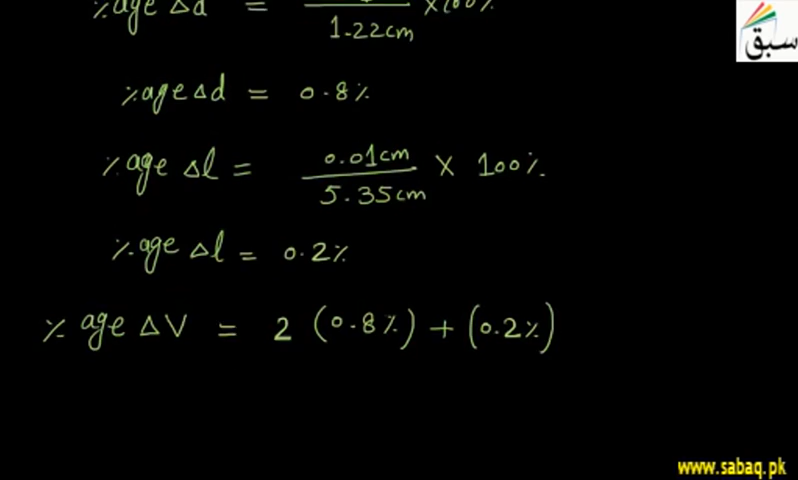 %age Δd = ×100%
1.22cm
سبق
%age Δd = 0.8%
%age Δl = 0.01cm / 5.35cm × 100%
%age Δl = 0.2%
%age ΔV = 2 (0.8%) + (0.2%)
www.sabaq.pk